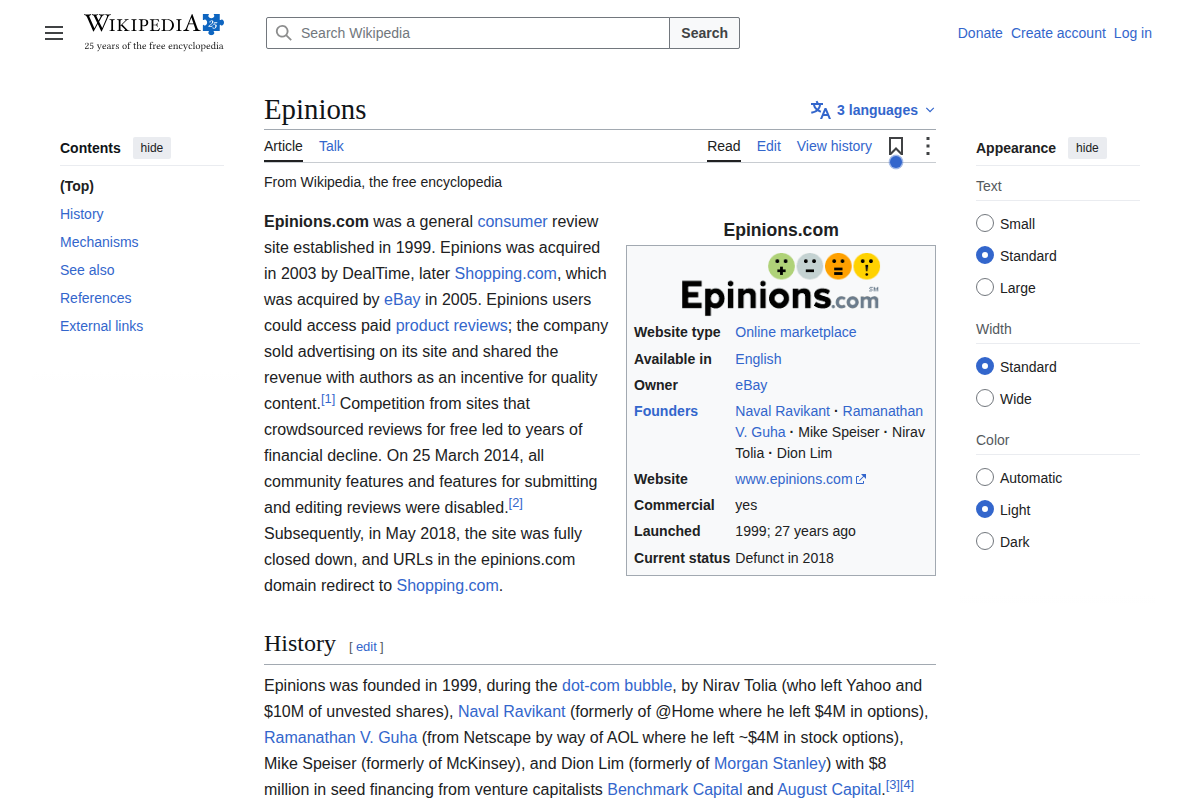 WIKIPEDIA 25
25 years of the free encyclopedia
Search Wikipedia
Search
Donate Create account Log in
Epinions
3 languages
Contents hide
(Top)
History
Mechanisms
See also
References
External links
Article Talk
Read Edit View history
From Wikipedia, the free encyclopedia
Epinions.com was a general consumer review
site established in 1999. Epinions was acquired
in 2003 by DealTime, later Shopping.com, which
was acquired by eBay in 2005. Epinions users
could access paid product reviews; the company
sold advertising on its site and shared the
revenue with authors as an incentive for quality
content.[1] Competition from sites that
crowdsourced reviews for free led to years of
financial decline. On 25 March 2014, all
community features and features for submitting
and editing reviews were disabled.[2]
Subsequently, in May 2018, the site was fully
closed down, and URLs in the epinions.com
domain redirect to Shopping.com.
Epinions.com
Epinions.com SM
Website type Online marketplace
Available in English
Owner eBay
Founders Naval Ravikant · Ramanathan
V. Guha · Mike Speiser · Nirav
Tolia · Dion Lim
Website www.epinions.com
Commercial yes
Launched 1999; 27 years ago
Current status Defunct in 2018
History [ edit ]
Epinions was founded in 1999, during the dot-com bubble, by Nirav Tolia (who left Yahoo and
$10M of unvested shares), Naval Ravikant (formerly of @Home where he left $4M in options),
Ramanathan V. Guha (from Netscape by way of AOL where he left ~$4M in stock options),
Mike Speiser (formerly of McKinsey), and Dion Lim (formerly of Morgan Stanley) with $8
million in seed financing from venture capitalists Benchmark Capital and August Capital.[3][4]
Appearance hide
Text
Small
Standard
Large
Width
Standard
Wide
Color
Automatic
Light
Dark